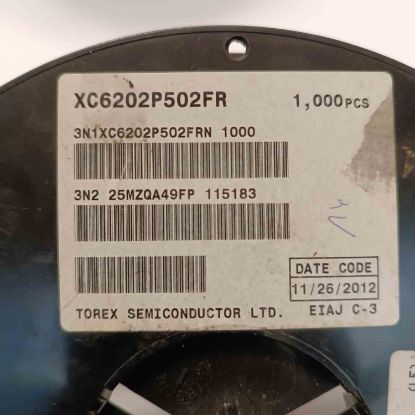 XC6202P502FR 1,000PCS
3N1XC6202P502FRN 1000
3N2 25MZQA49FP 115183
DATE CODE
11/26/2012
TOREX SEMICONDUCTOR LTD. EIAJ C-3